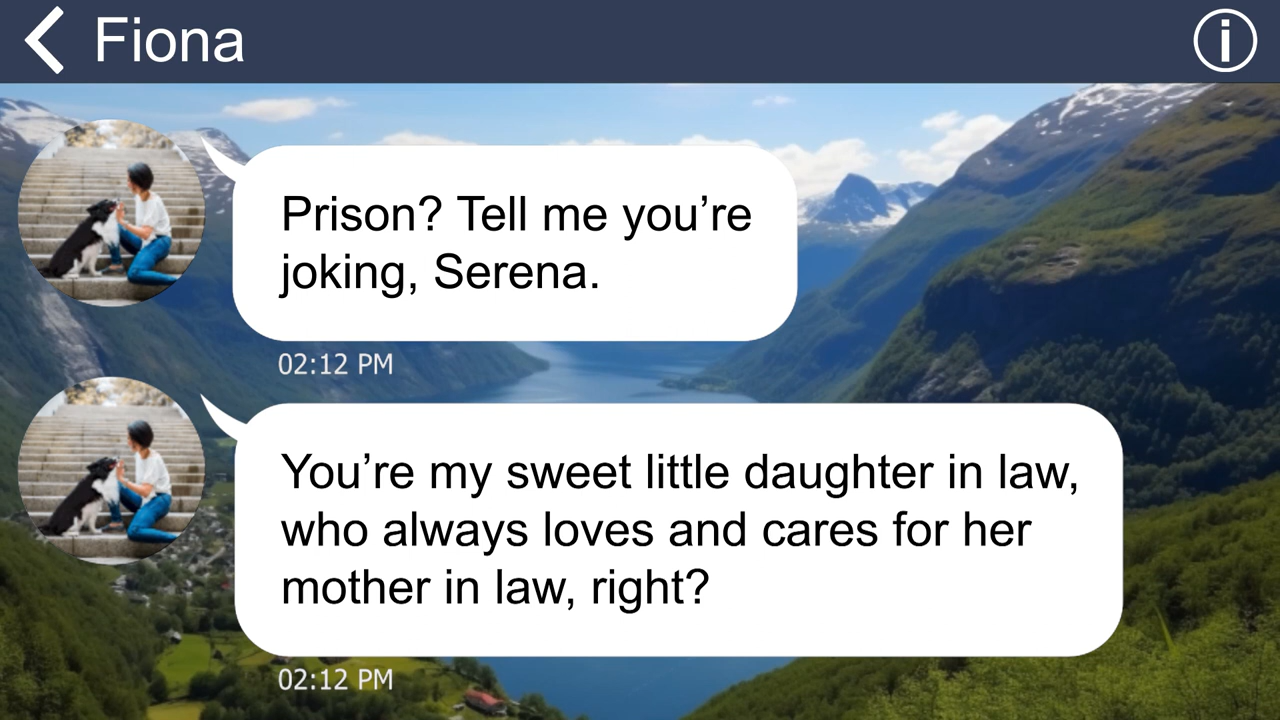 Fiona
Prison? Tell me you’re
joking, Serena.
02:12 PM
You’re my sweet little daughter in law,
who always loves and cares for her
mother in law, right?
02:12 PM